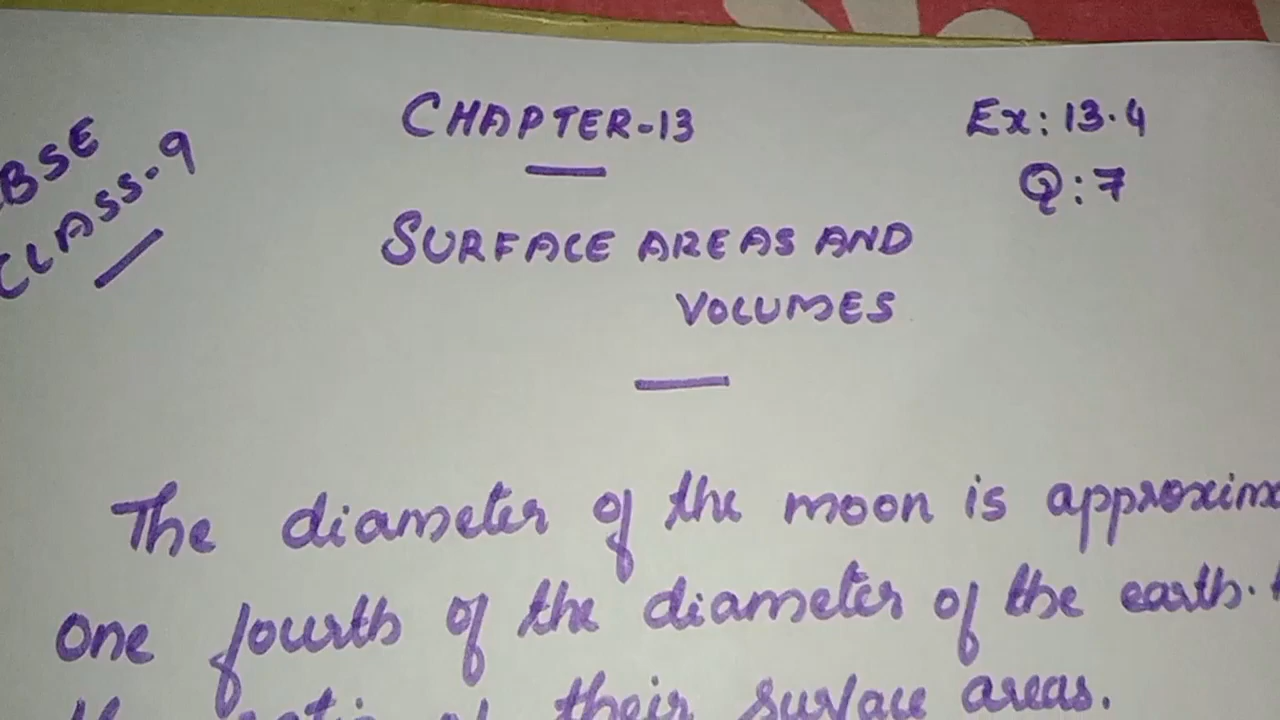 BSE
CLASS-9
CHAPTER-13
Ex: 13.4
Q:7
SURFACE AREAS AND
VOLUMES
The diameter of the moon is approxima
one fourth of the diameter of the earth.
their surface areas.